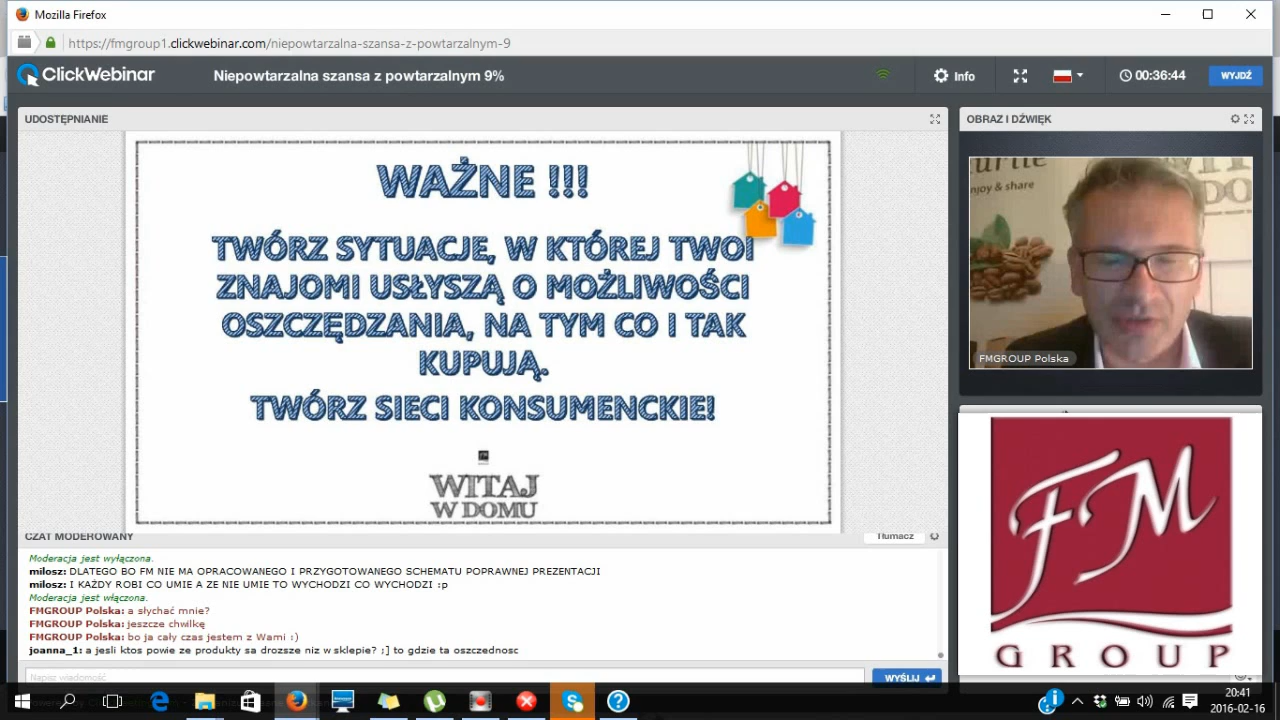 Mozilla Firefox
https://fmgroup1.clickwebinar.com/niepowtarzalna-szansa-z-powtarzalnym-9
ClickWebinar
Niepowtarzalna szansa z powtarzalnym 9%
Info
00:36:44
WYJDŹ
UDOSTĘPNIANIE
WAŻNE !!!
TWÓRZ SYTUACJE, W KTÓREJ TWOI
ZNAJOMI USŁYSZĄ O MOŻLIWOŚCI
OSZCZĘDZANIA, NA TYM CO I TAK
KUPUJĄ.
TWÓRZ SIECI KONSUMENCKIE!
WITAJ
W DOMU
OBRAZ I DŹWIĘK
njoy & share
FMGROUP Polska
FM
GROUP
CZAT MODEROWANY
Tłumacz
Moderacja jest wyłączona.
milosz: DLATEGO BO FM NIE MA OPRACOWANEGO I PRZYGOTOWANEGO SCHEMATU POPRAWNEJ PREZENTACJI
milosz: I KAŻDY ROBI CO UMIE A ZE NIE UMIE TO WYCHODZI CO WYCHODZI :p
Moderacja jest włączona.
FMGROUP Polska: a słychać mnie?
FMGROUP Polska: jeszcze chwilkę
FMGROUP Polska: bo ja cały czas jestem z Wami :)
joanna_1: a jesli ktos powie ze produkty sa drozsze niz w sklepie? ;] to gdzie ta oszczednosc
Napisz wiadomość
WYŚLIJ
20:41
2016-02-16